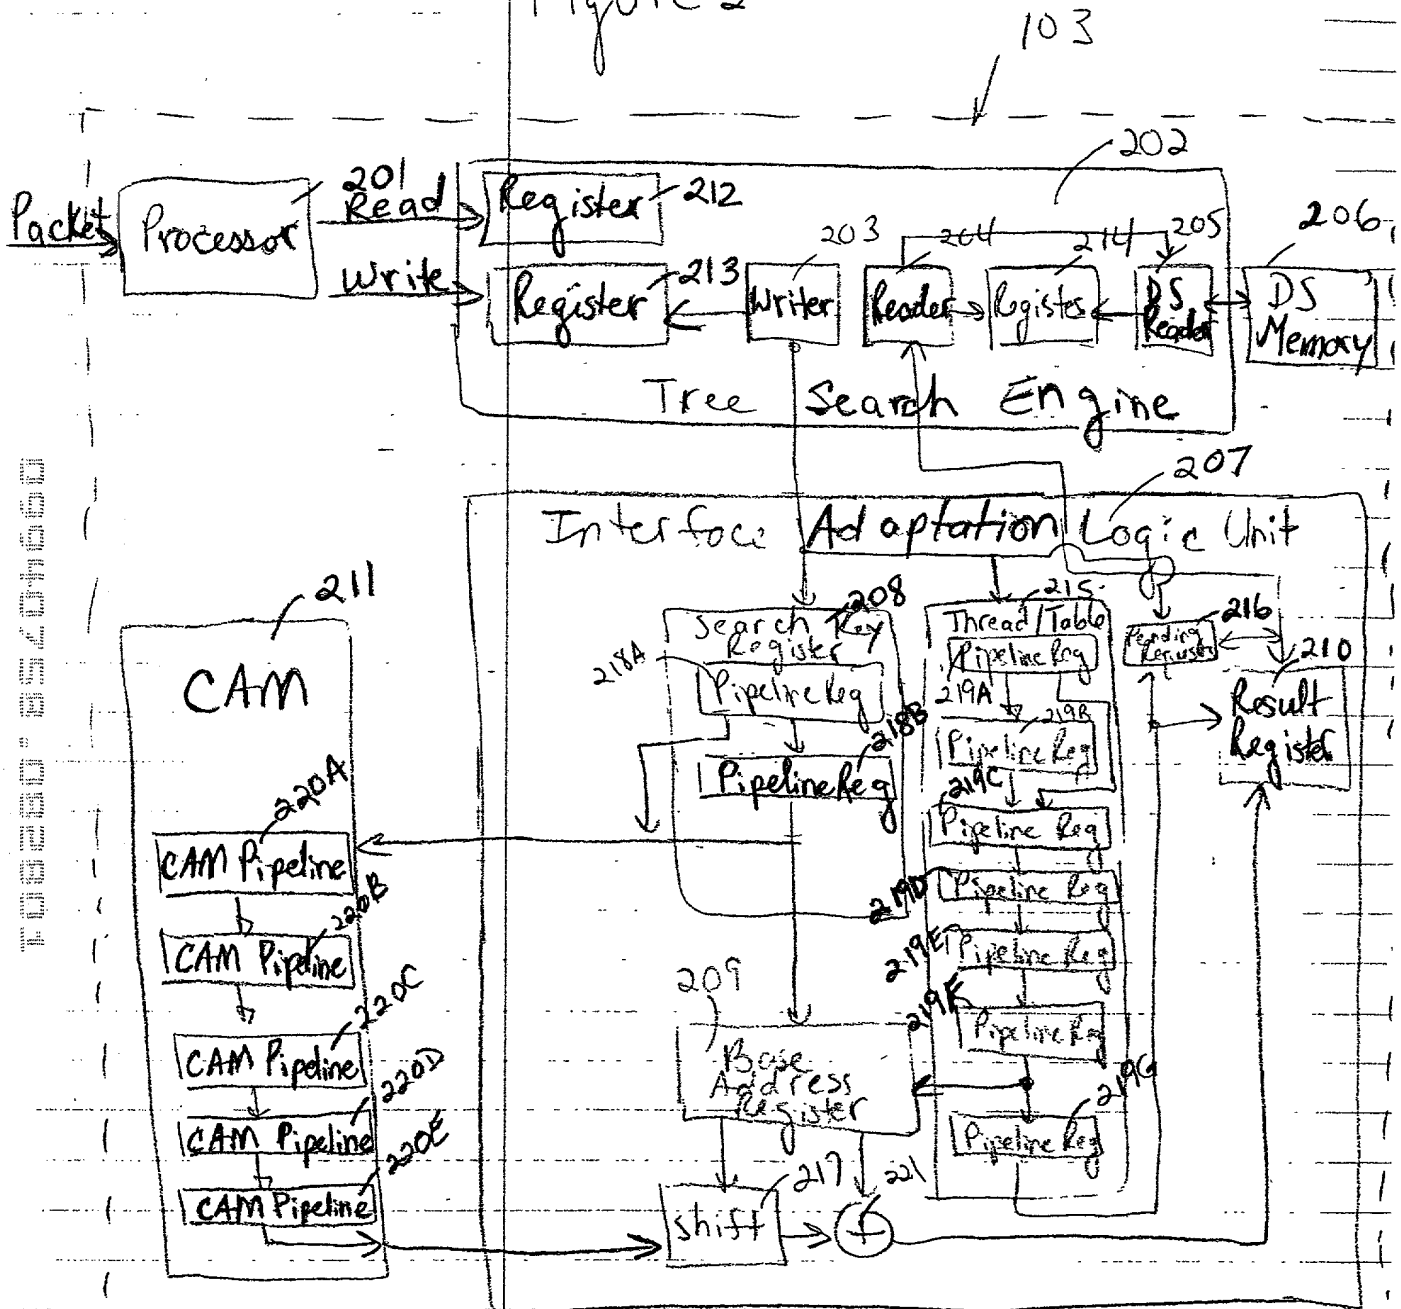 Figure 2
103
202
Packet
Processor
201
Read
Write
Register
212
Register
213
203
Writer
204
Reader
214
Register
205
DS
Reader
206
DS
Memory
Tree Search Engine
207
Interface Adaptation Logic Unit
211
CAM
220A
CAM Pipeline
220B
CAM Pipeline
220C
CAM Pipeline
220D
CAM Pipeline
220E
CAM Pipeline
208
Search Key
Register
218A
Pipeline Reg
218B
Pipeline Reg
215
Thread/Table
Pipeline Reg
219A
219B
Pipeline Reg
219C
Pipeline Reg
219D
Pipeline Reg
219E
Pipeline Reg
219F
Pipeline Reg
219G
Pipeline Reg
216
Pending
210
Result
Register
209
Base
Address
Register
217
shift
221
+